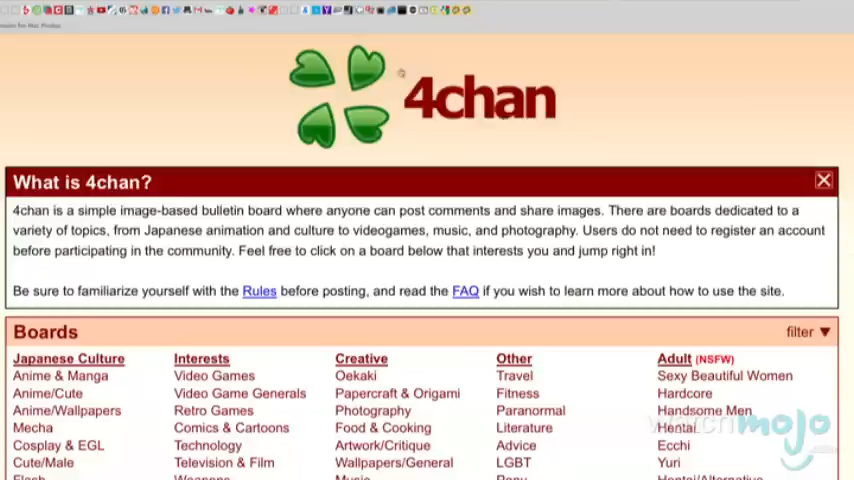 4chan
What is 4chan?
4chan is a simple image-based bulletin board where anyone can post comments and share images. There are boards dedicated to a
variety of topics, from Japanese animation and culture to videogames, music, and photography. Users do not need to register an account
before participating in the community. Feel free to click on a board below that interests you and jump right in!
Be sure to familiarize yourself with the Rules before posting, and read the FAQ if you wish to learn more about how to use the site.
Boards filter ▼
Japanese Culture Interests Creative Other Adult (NSFW)
Anime & Manga Video Games Oekaki Travel Sexy Beautiful Women
Anime/Cute Video Game Generals Papercraft & Origami Fitness Hardcore
Anime/Wallpapers Retro Games Photography Paranormal Handsome Men
Mecha Comics & Cartoons Food & Cooking Literature Hentai
Cosplay & EGL Technology Artwork/Critique Advice Ecchi
Cute/Male Television & Film Wallpapers/General LGBT Yuri
Flash Weapons Music Pony Hentai/Alternative
watchmojo